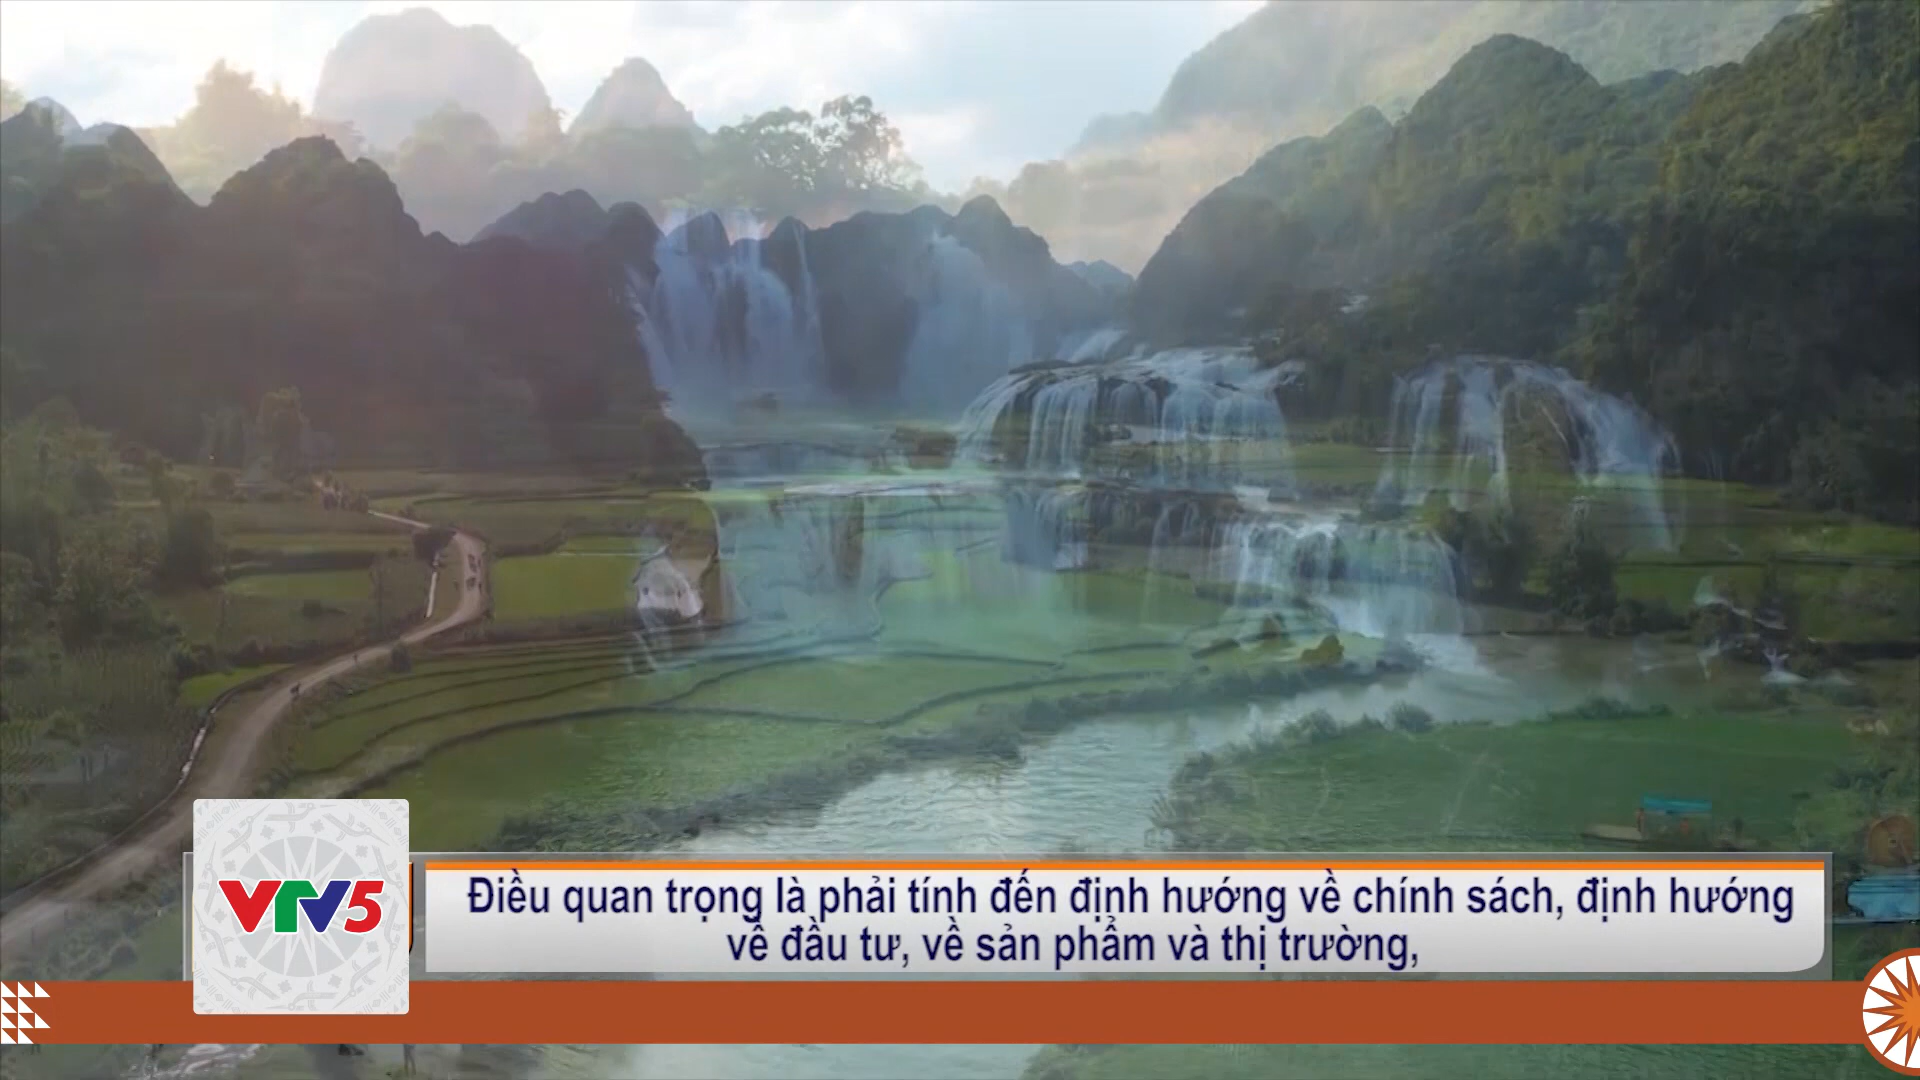 VTV5
Điều quan trọng là phải tính đến định hướng về chính sách, định hướng
về đầu tư, về sản phẩm và thị trường,